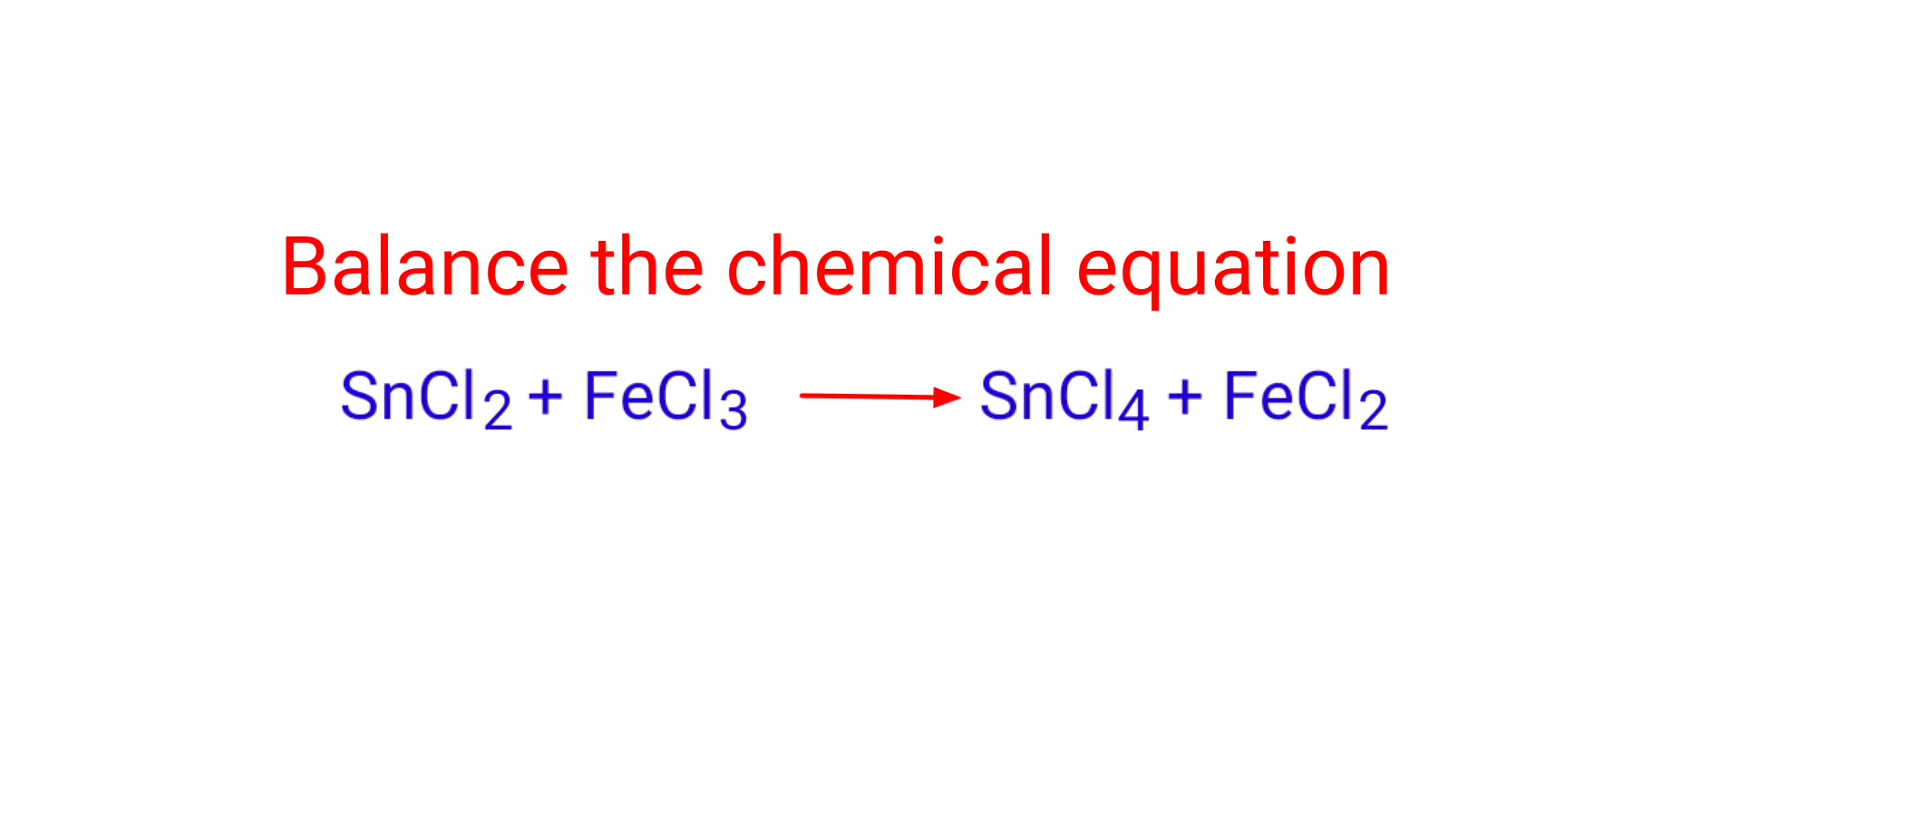 Balance the chemical equation
SnCl₂ + FeCl₃ ⟶ SnCl₄ + FeCl₂